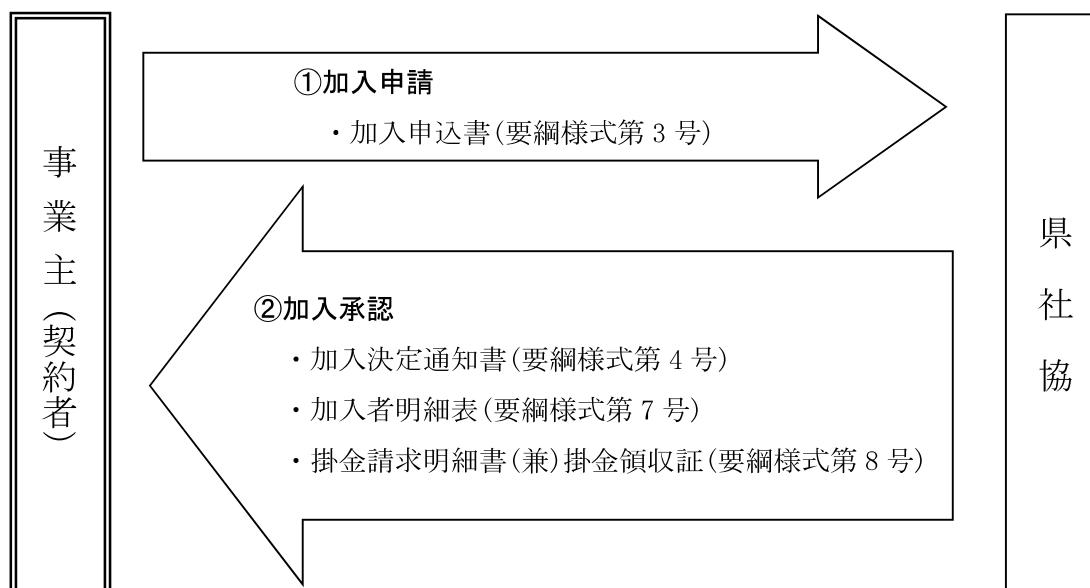 事業主(契約者)
①加入申請
・加入申込書(要綱様式第3号)
②加入承認
・加入決定通知書(要綱様式第4号)
・加入者明細表(要綱様式第7号)
・掛金請求明細書(兼)掛金領収証(要綱様式第8号)
県社協